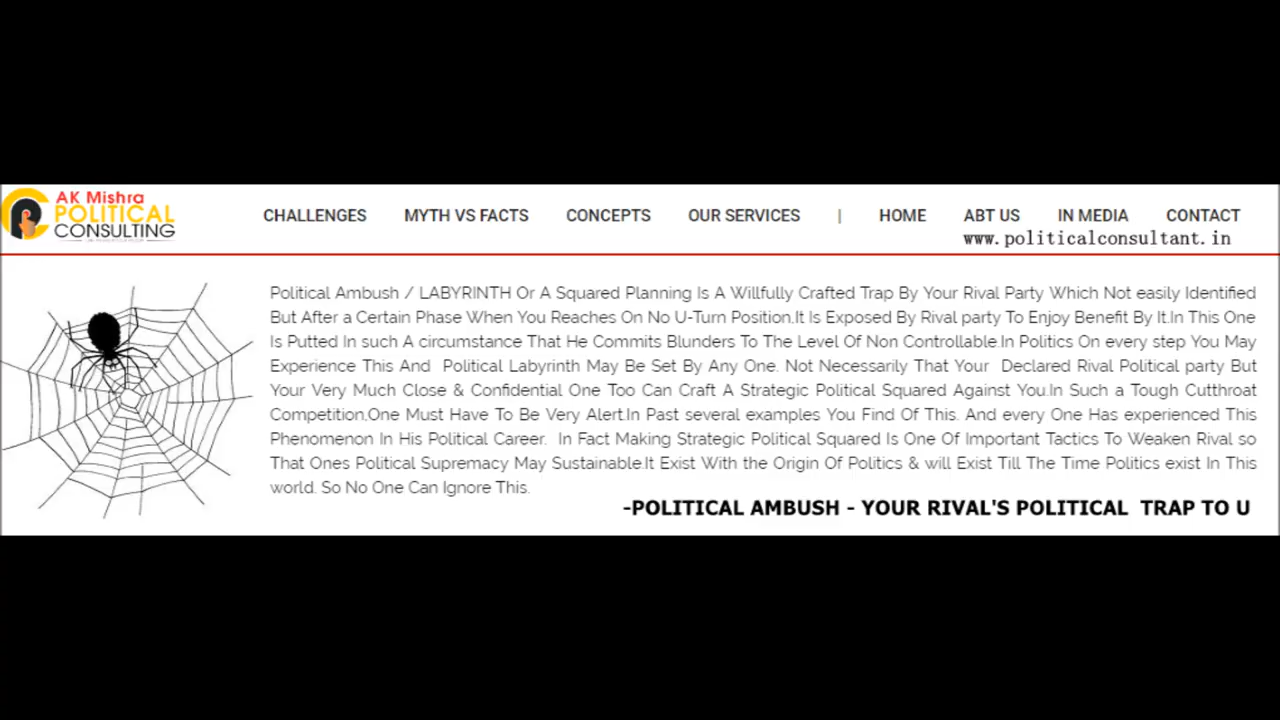 AK Mishra
POLITICAL
CONSULTING
CHALLENGES MYTH VS FACTS CONCEPTS OUR SERVICES | HOME ABT US IN MEDIA CONTACT
www.politicalconsultant.in
Political Ambush / LABYRINTH Or A Squared Planning Is A Willfully Crafted Trap By Your Rival Party Which Not easily Identified
But After a Certain Phase When You Reaches On No U-Turn Position.It Is Exposed By Rival party To Enjoy Benefit By It.In This One
Is Putted In such A circumstance That He Commits Blunders To The Level Of Non Controllable.In Politics On every step You May
Experience This And Political Labyrinth May Be Set By Any One. Not Necessarily That Your Declared Rival Political party But
Your Very Much Close & Confidential One Too Can Craft A Strategic Political Squared Against You.In Such a Tough Cutthroat
Competition.One Must Have To Be Very Alert.In Past several examples You Find Of This. And every One Has experienced This
Phenomenon In His Political Career. In Fact Making Strategic Political Squared Is One Of Important Tactics To Weaken Rival so
That Ones Political Supremacy May Sustainable.It Exist With the Origin Of Politics & will Exist Till The Time Politics exist In This
world. So No One Can Ignore This.
-POLITICAL AMBUSH - YOUR RIVAL'S POLITICAL TRAP TO U